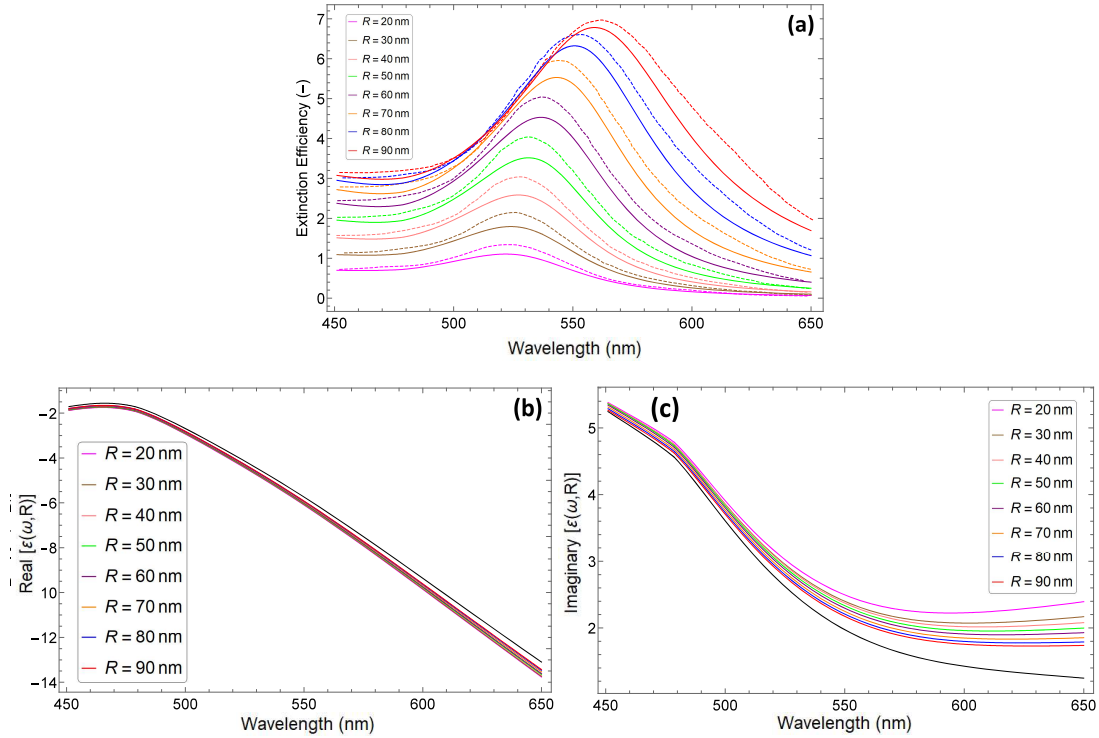 (a)
R = 20 nm
R = 30 nm
R = 40 nm
R = 50 nm
R = 60 nm
R = 70 nm
R = 80 nm
R = 90 nm
Extinction Efficiency (−)
7
6
5
4
3
2
1
0
450 500 550 600 650
Wavelength (nm)
(b)
R = 20 nm
R = 30 nm
R = 40 nm
R = 50 nm
R = 60 nm
R = 70 nm
R = 80 nm
R = 90 nm
Real [ε(ω,R)]
−2
−4
−6
−8
10
−12
−14
450 500 550 600 650
Wavelength (nm)
(c)
R = 20 nm
R = 30 nm
R = 40 nm
R = 50 nm
R = 60 nm
R = 70 nm
R = 80 nm
R = 90 nm
Imaginary [ε(ω,R)]
5
4
3
2
450 500 550 600 650
Wavelength (nm)